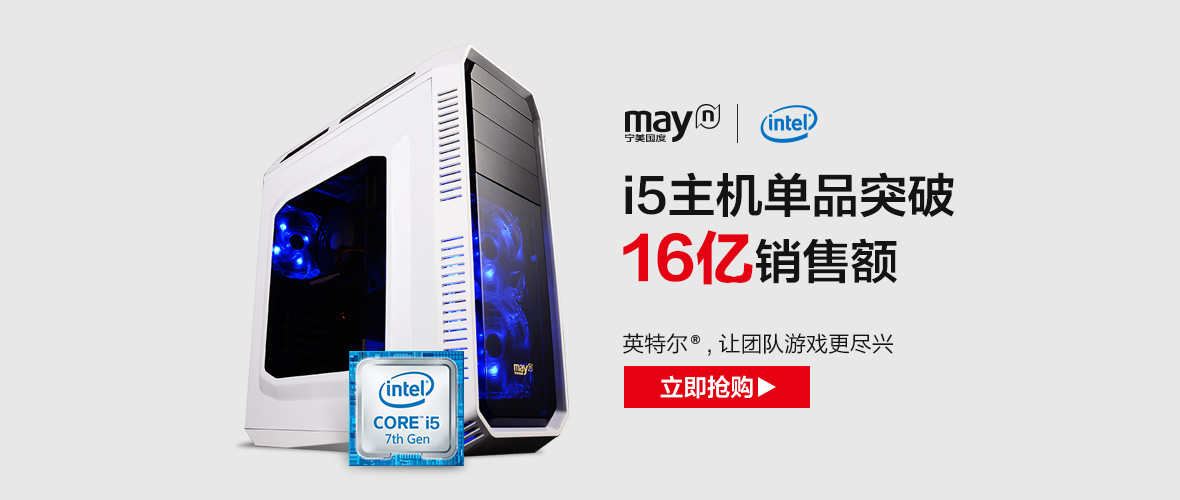 mayn
宁美国度
intel
i5主机单品突破
16亿销售额
英特尔®，让团队游戏更尽兴
立即抢购▶
may n
intel
CORE™ i5
7th Gen